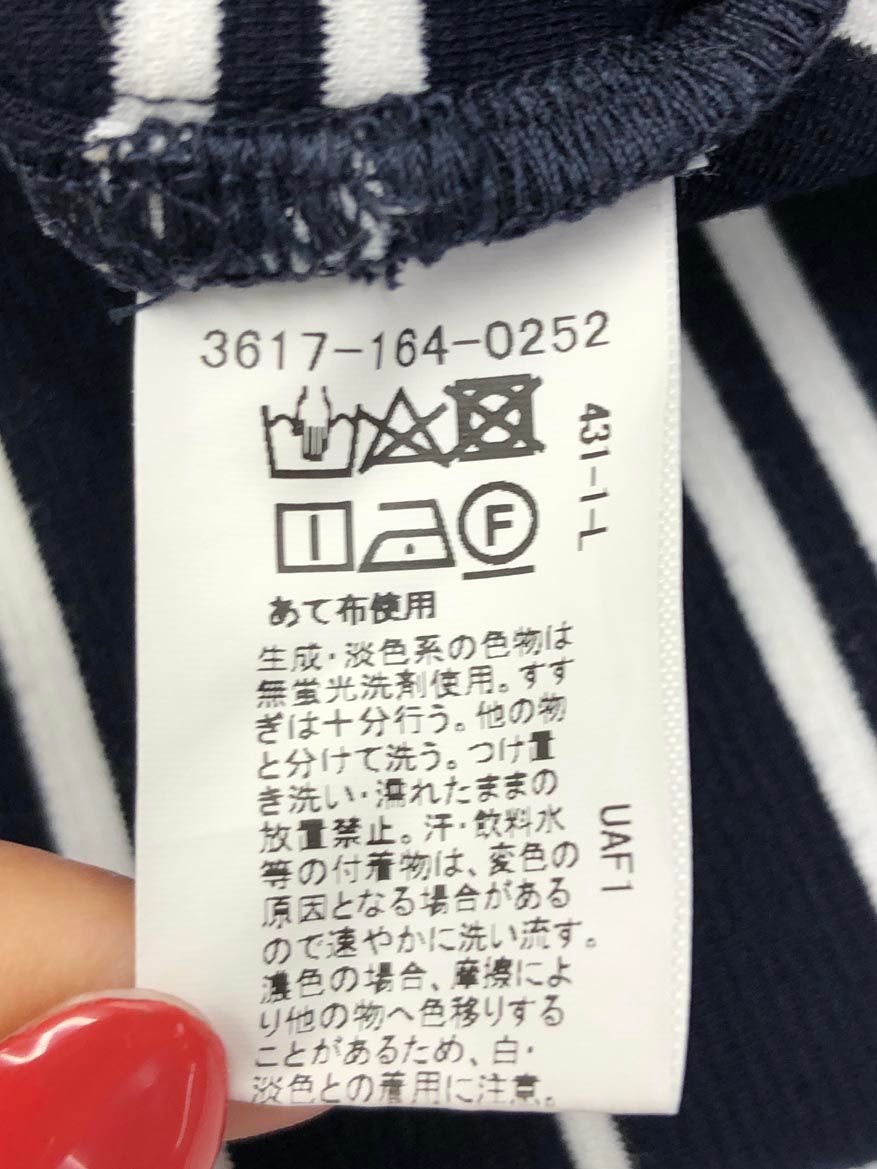 3617-164-0252
431-1-L
F
あて布使用
生成・淡色系の色物は
無蛍光洗剤使用。すす
ぎは十分行う。他の物
と分けて洗う。つけ置
き洗い・濡れたままの
放置禁止。汗・飲料水
等の付着物は、変色の
原因となる場合がある
ので速やかに洗い流す。
濃色の場合、摩擦によ
り他の物へ色移りする
ことがあるため、白・
淡色との着用に注意。
UAF1